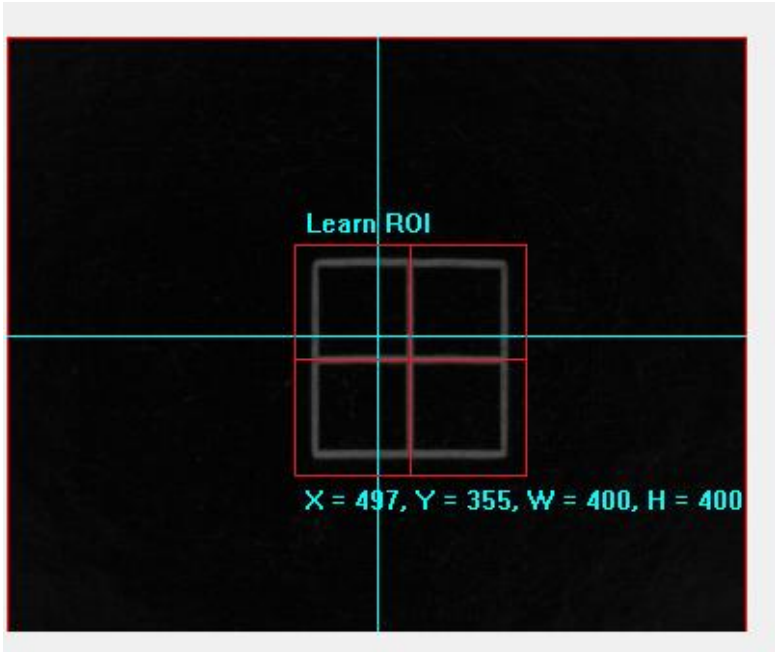 Learn ROI
X = 497, Y = 355, W = 400, H = 400